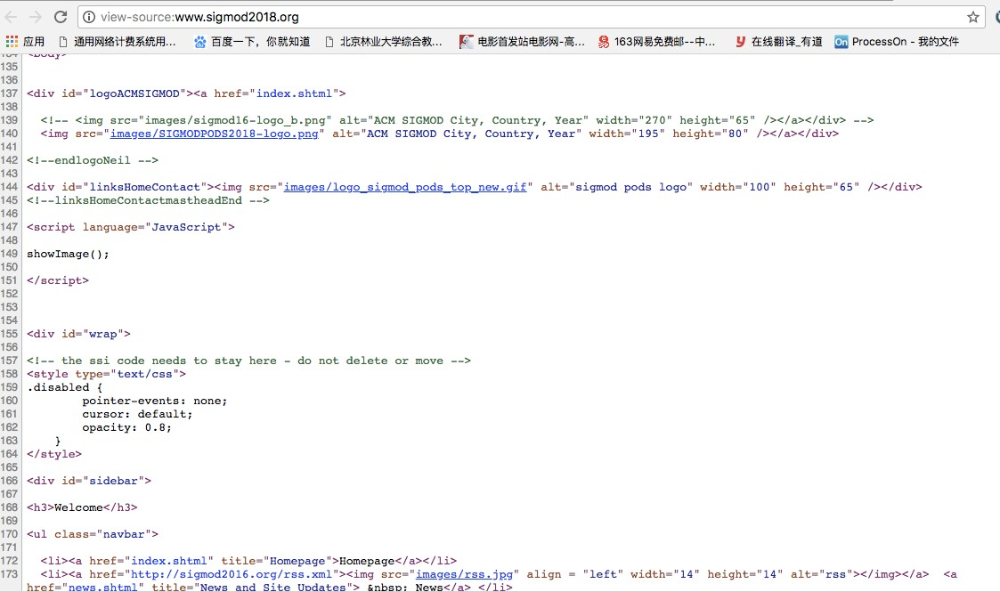 view-source:www.sigmod2018.org
应用 通用网络计费系统用... 百度一下,你就知道 北京林业大学综合教... 电影首发站电影网-高... 163网易免费邮--中... 在线翻译_有道 On ProcessOn - 我的文件
134 <body>
135
136
137 <div id="logoACMSIGMOD"><a href="index.shtml">
138
139 <!-- <img src="images/sigmod16-logo_b.png" alt="ACM SIGMOD City, Country, Year" width="270" height="65" /></a></div> -->
140 <img src="images/SIGMODPODS2018-logo.png" alt="ACM SIGMOD City, Country, Year" width="195" height="80" /></a></div>
141
142 <!--endlogoNeil -->
143
144 <div id="linksHomeContact"><img src="images/logo_sigmod_pods_top_new.gif" alt="sigmod pods logo" width="100" height="65" /></div>
145 <!--linksHomeContactmastheadEnd -->
146
147 <script language="JavaScript">
148
149 showImage();
150
151 </script>
152
153
154
155 <div id="wrap">
156
157 <!-- the ssi code needs to stay here - do not delete or move -->
158 <style type="text/css">
159 .disabled {
160 pointer-events: none;
161 cursor: default;
162 opacity: 0.8;
163 }
164 </style>
165
166 <div id="sidebar">
167
168 <h3>Welcome</h3>
169
170 <ul class="navbar">
171
172 <li><a href="index.shtml" title="Homepage">Homepage</a></li>
173 <li><a href="http://sigmod2016.org/rss.xml"><img src="images/rss.jpg" align = "left" width="14" height="14" alt="rss"></img></a> <a
href="news.shtml" title="News and Site Updates"> &nbsp; News</a> </li>